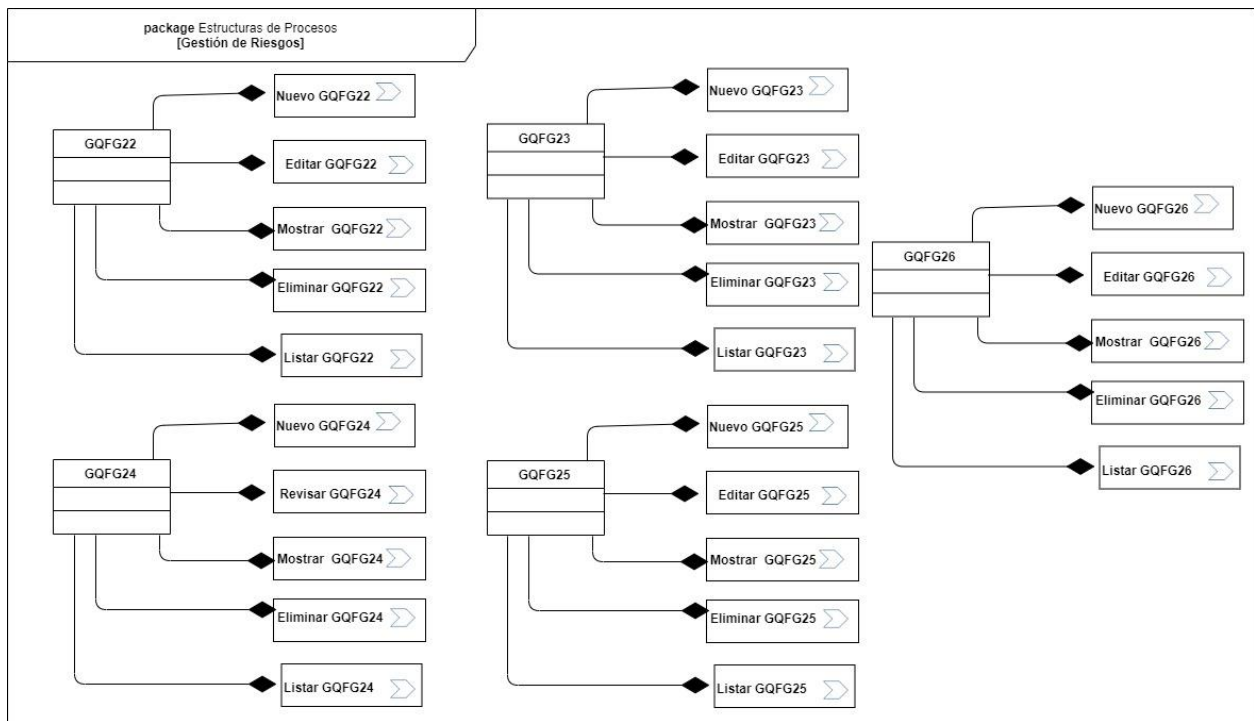 package Estructuras de Procesos
[Gestión de Riesgos]
GQFG22
Nuevo GQFG22
Editar GQFG22
Mostrar GQFG22
Eliminar GQFG22
Listar GQFG22
GQFG23
Nuevo GQFG23
Editar GQFG23
Mostrar GQFG23
Eliminar GQFG23
Listar GQFG23
GQFG26
Nuevo GQFG26
Editar GQFG26
Mostrar GQFG26
Eliminar GQFG26
Listar GQFG26
GQFG24
Nuevo GQFG24
Revisar GQFG24
Mostrar GQFG24
Eliminar GQFG24
Listar GQFG24
GQFG25
Nuevo GQFG25
Editar GQFG25
Mostrar GQFG25
Eliminar GQFG25
Listar GQFG25